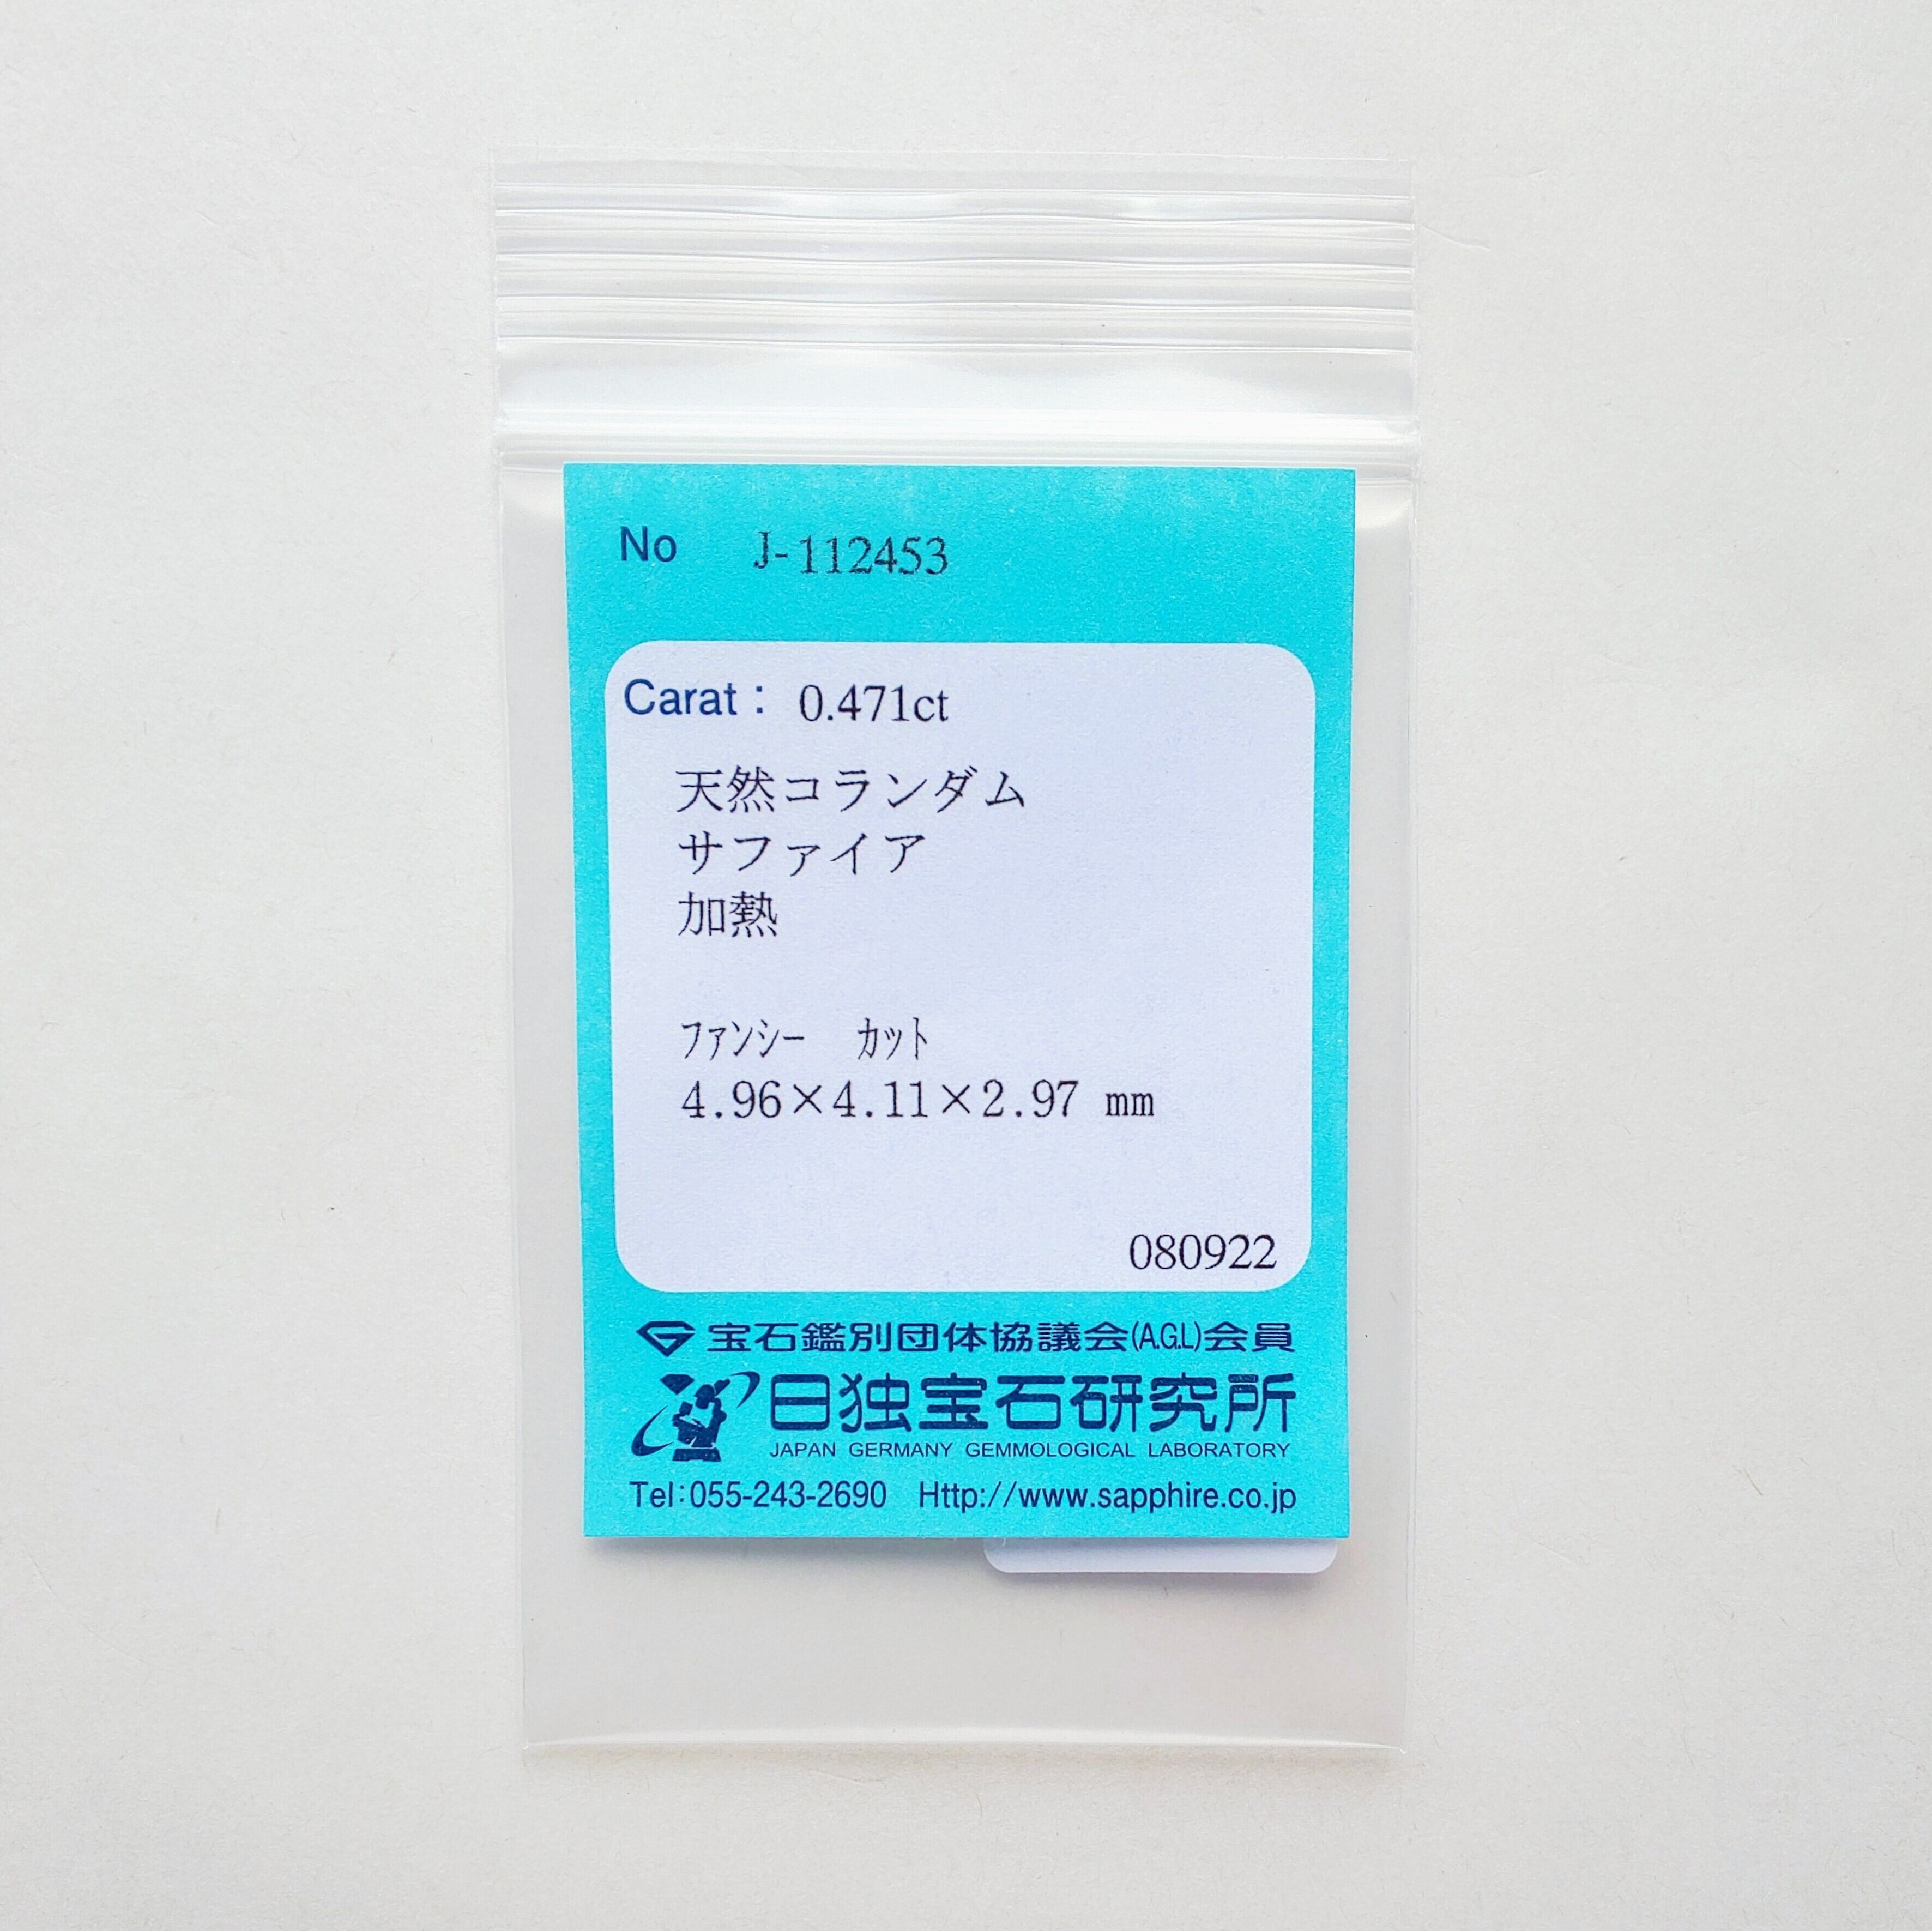 No J-112453
Carat： 0.471ct
天然コランダム
サファイア
加熱
ﾌｧﾝｼｰ ｶｯﾄ
4.96×4.11×2.97 mm
080922
宝石鑑別団体協議会(A.G.L)会員
日独宝石研究所
JAPAN GERMANY GEMMOLOGICAL LABORATORY
Tel:055-243-2690 Http://www.sapphire.co.jp